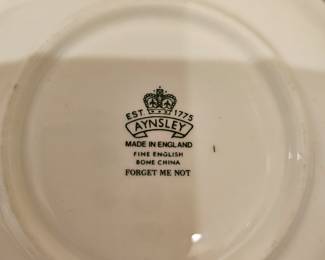 EST 1775
AYNSLEY
MADE IN ENGLAND
FINE ENGLISH
BONE CHINA
FORGET ME NOT